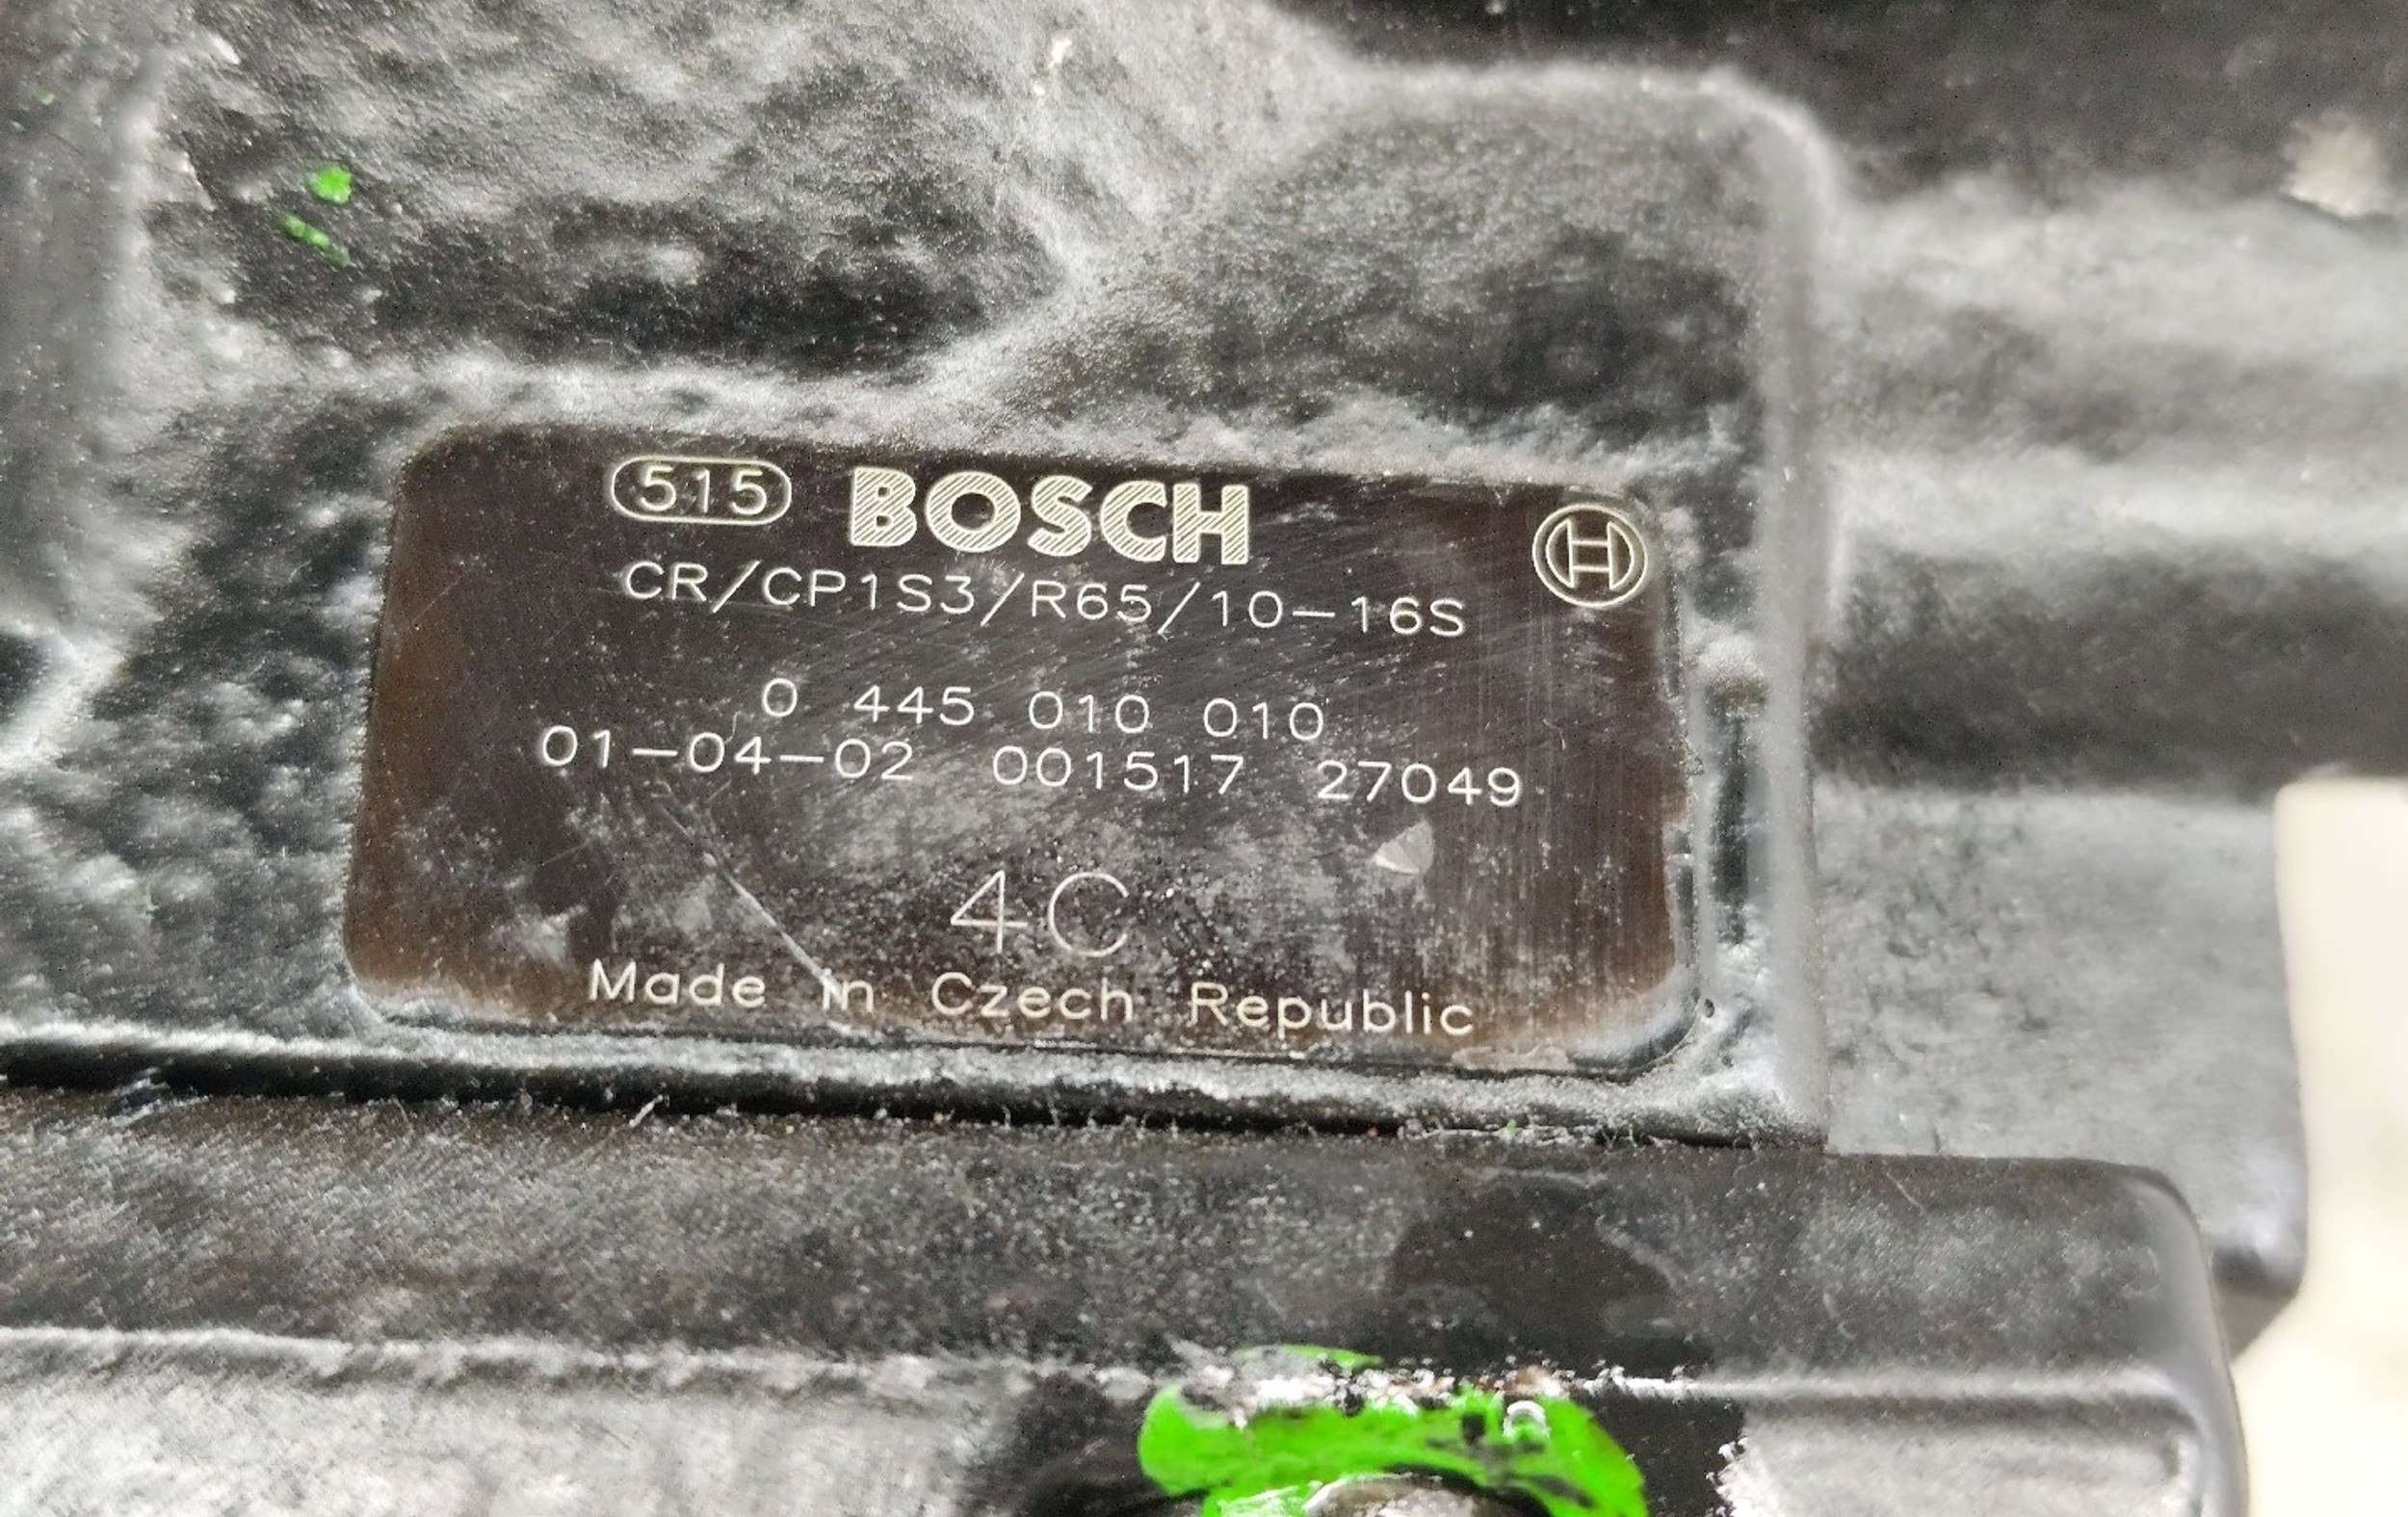 515 BOSCH
CR/CP1S3/R65/10-16S
0 445 010 010
01-04-02 001517 27049
4C
Made in Czech Republic